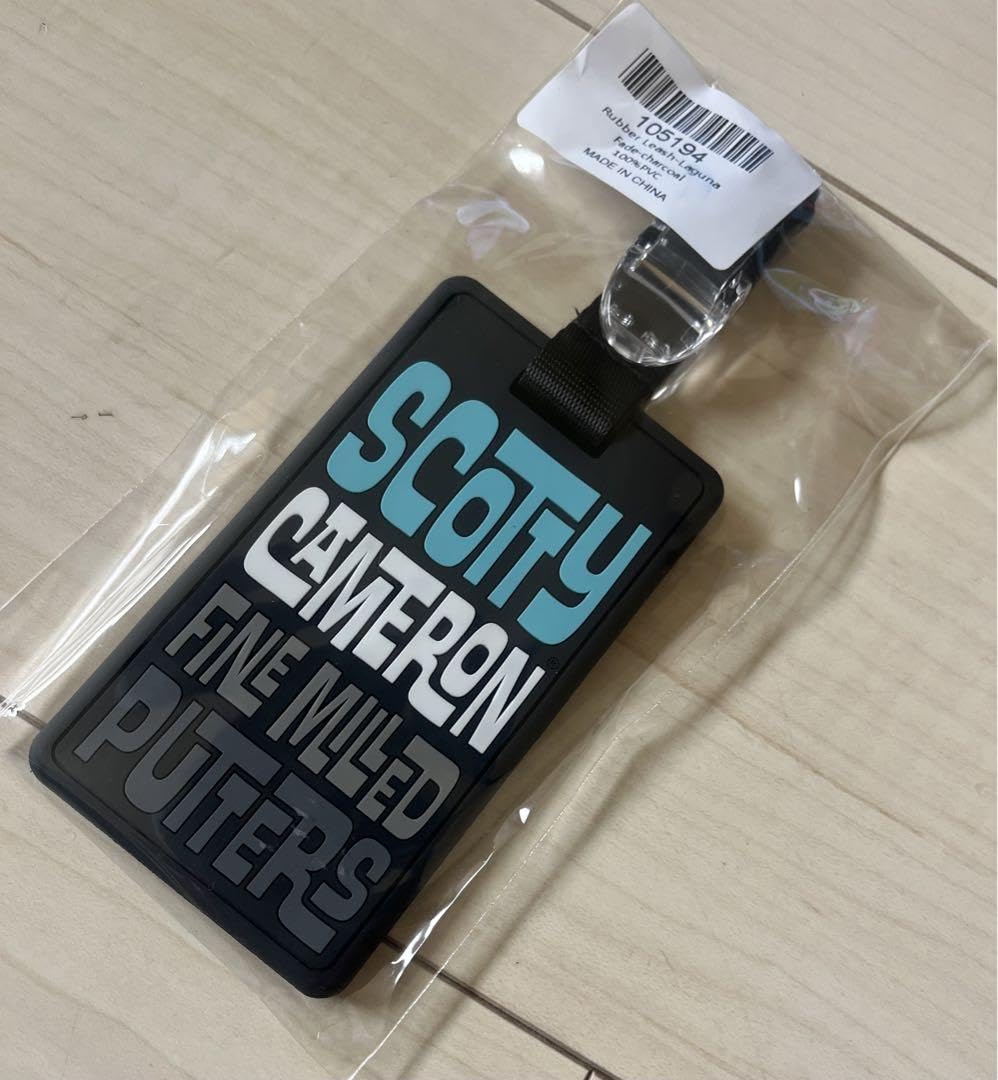 105194
Rubber Leash-Laguna
Fade-charcoal
100%PVC
MADE IN CHINA
SCOTTY
CAMERON®
FINE MILLED
PUTTERS